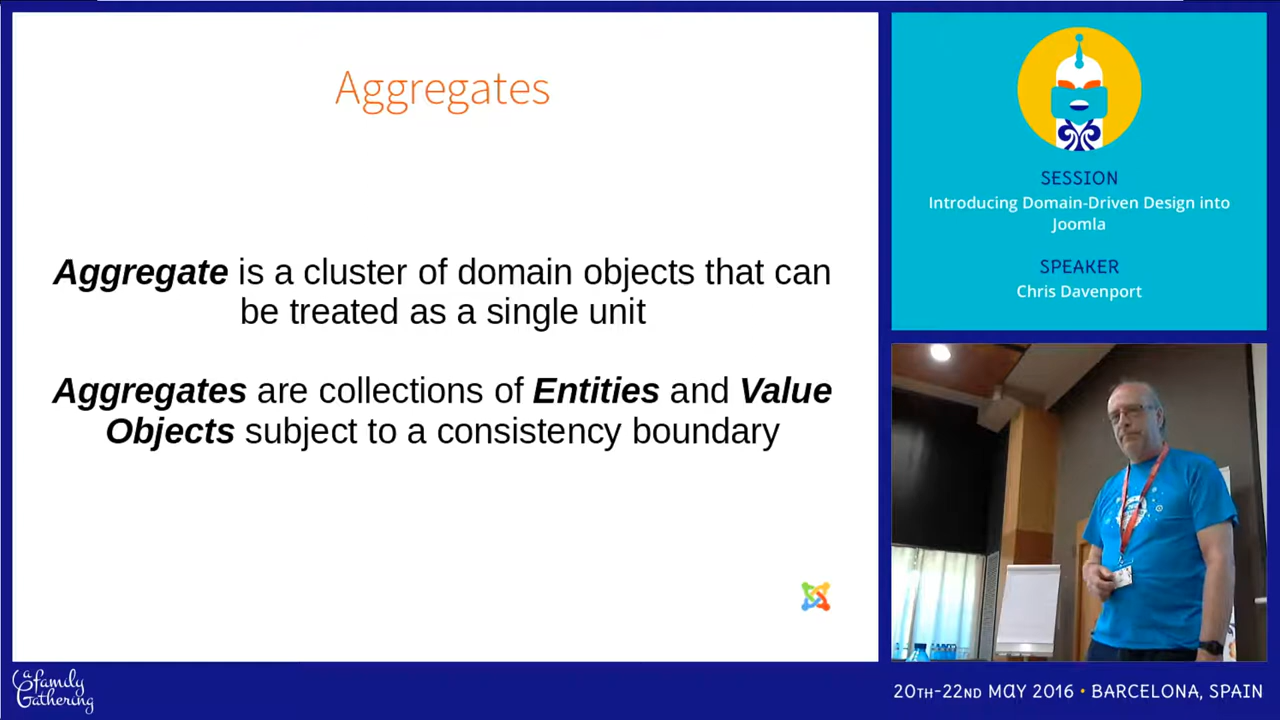 Aggregates
Aggregate is a cluster of domain objects that can
be treated as a single unit
Aggregates are collections of Entities and Value
Objects subject to a consistency boundary
SESSION
Introducing Domain-Driven Design into
Joomla
SPEAKER
Chris Davenport
a family
Gathering
20TH-22ND MAY 2016 • BARCELONA, SPAIN